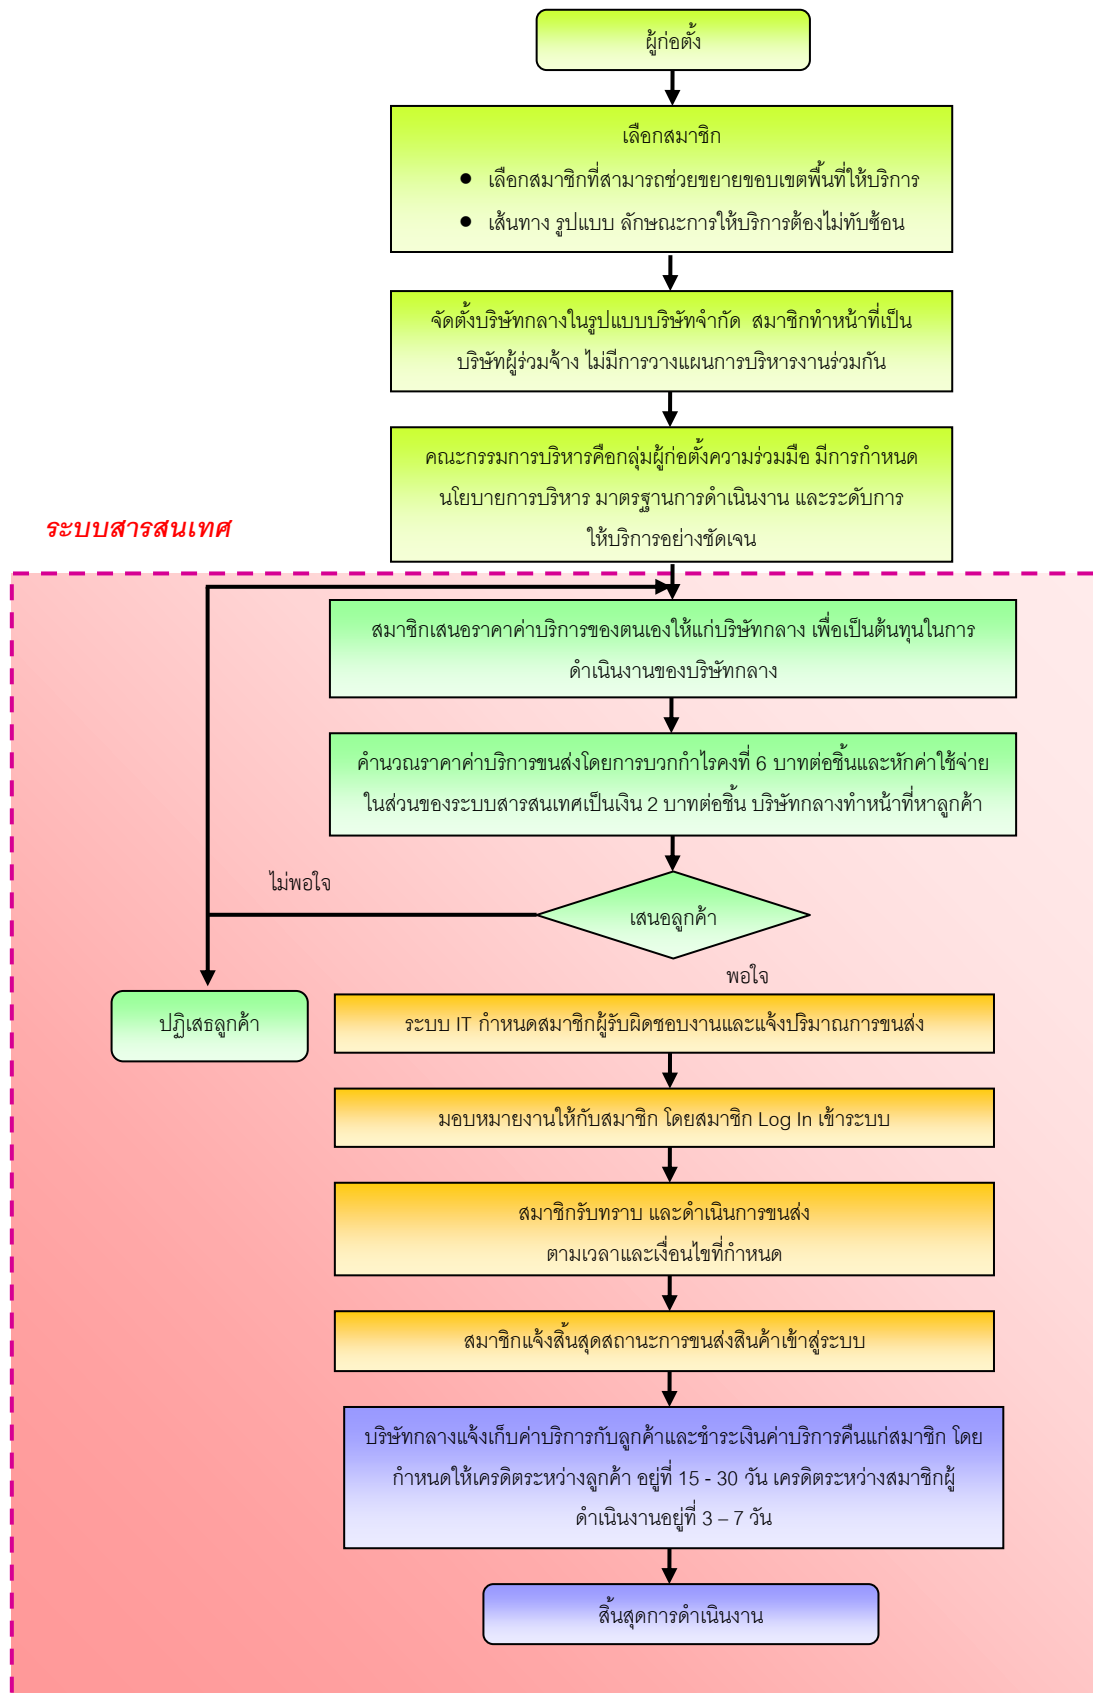 ผู้ก่อตั้ง
เลือกสมาชิก
● เลือกสมาชิกที่สามารถช่วยขยายขอบเขตพื้นที่ให้บริการ
● เส้นทาง รูปแบบ ลักษณะการให้บริการต้องไม่ทับซ้อน
จัดตั้งบริษัทกลางในรูปแบบบริษัทจำกัด สมาชิกทำหน้าที่เป็น
บริษัทผู้ร่วมจ้าง ไม่มีการวางแผนการบริหารงานร่วมกัน
คณะกรรมการบริหารคือกลุ่มผู้ก่อตั้งความร่วมมือ มีการกำหนด
นโยบายการบริหาร มาตรฐานการดำเนินงาน และระดับการ
ให้บริการอย่างชัดเจน
ระบบสารสนเทศ
สมาชิกเสนอราคาค่าบริการของตนเองให้แก่บริษัทกลาง เพื่อเป็นต้นทุนในการ
ดำเนินงานของบริษัทกลาง
คำนวณราคาค่าบริการขนส่งโดยการบวกกำไรคงที่ 6 บาทต่อชิ้นและหักค่าใช้จ่าย
ในส่วนของระบบสารสนเทศเป็นเงิน 2 บาทต่อชิ้น บริษัทกลางทำหน้าที่หาลูกค้า
ไม่พอใจ
เสนอลูกค้า
พอใจ
ปฏิเสธลูกค้า
ระบบ IT กำหนดสมาชิกผู้รับผิดชอบงานและแจ้งปริมาณการขนส่ง
มอบหมายงานให้กับสมาชิก โดยสมาชิก Log In เข้าระบบ
สมาชิกรับทราบ และดำเนินการขนส่ง
ตามเวลาและเงื่อนไขที่กำหนด
สมาชิกแจ้งสิ้นสุดสถานะการขนส่งสินค้าเข้าสู่ระบบ
บริษัทกลางแจ้งเก็บค่าบริการกับลูกค้าและชำระเงินค่าบริการคืนแก่สมาชิก โดย
กำหนดให้เครดิตระหว่างลูกค้า อยู่ที่ 15 - 30 วัน เครดิตระหว่างสมาชิกผู้
ดำเนินงานอยู่ที่ 3 – 7 วัน
สิ้นสุดการดำเนินงาน